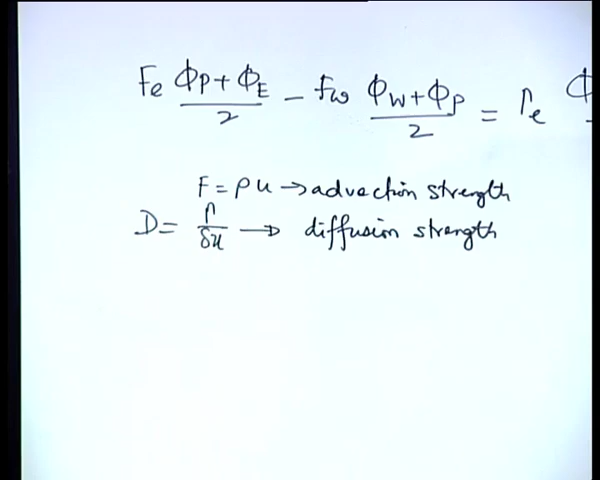 Fe (ΦP + ΦE)/2 - Fw (ΦW + ΦP)/2 = Γe Φ
F = ρu → advection strength
D = Γ/δx → diffusion strength